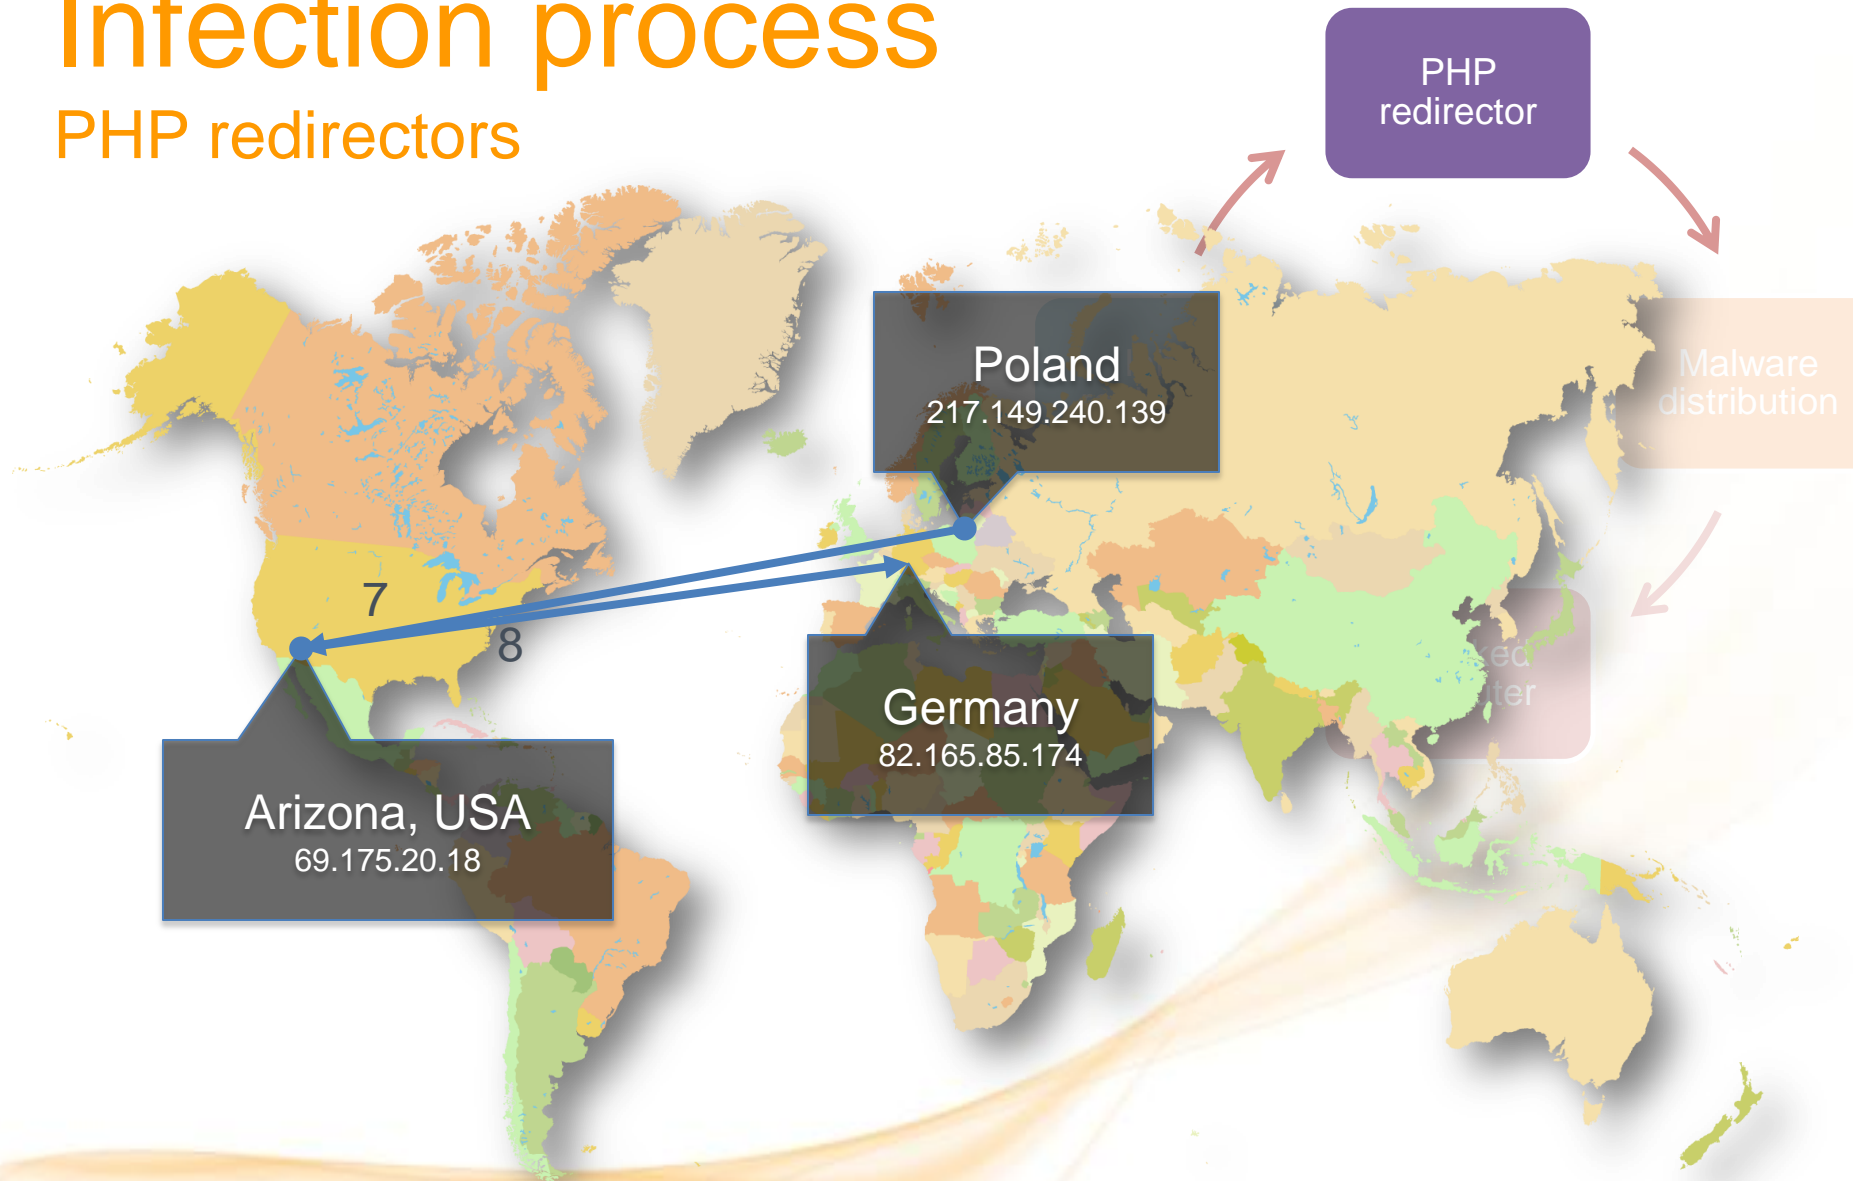 Infection process
PHP redirectors
PHP
redirector
Poland
217.149.240.139
Malware
distribution
7
8
Germany
82.165.85.174
Arizona, USA
69.175.20.18